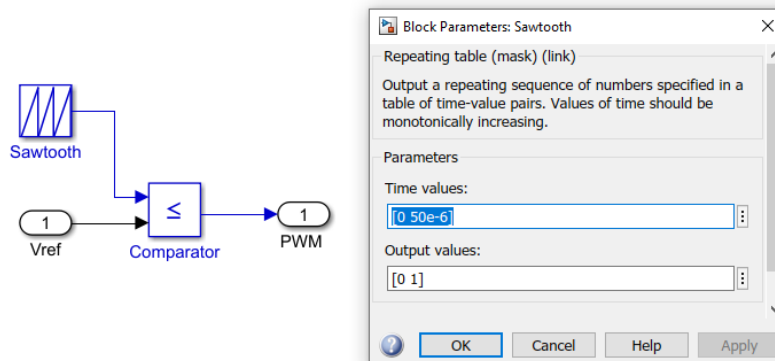 Sawtooth
1
Vref
≤
Comparator
1
PWM
Block Parameters: Sawtooth
Repeating table (mask) (link)
Output a repeating sequence of numbers specified in a
table of time-value pairs. Values of time should be
monotonically increasing.
Parameters
Time values:
[0 50e-6]
Output values:
[0 1]
OK Cancel Help Apply